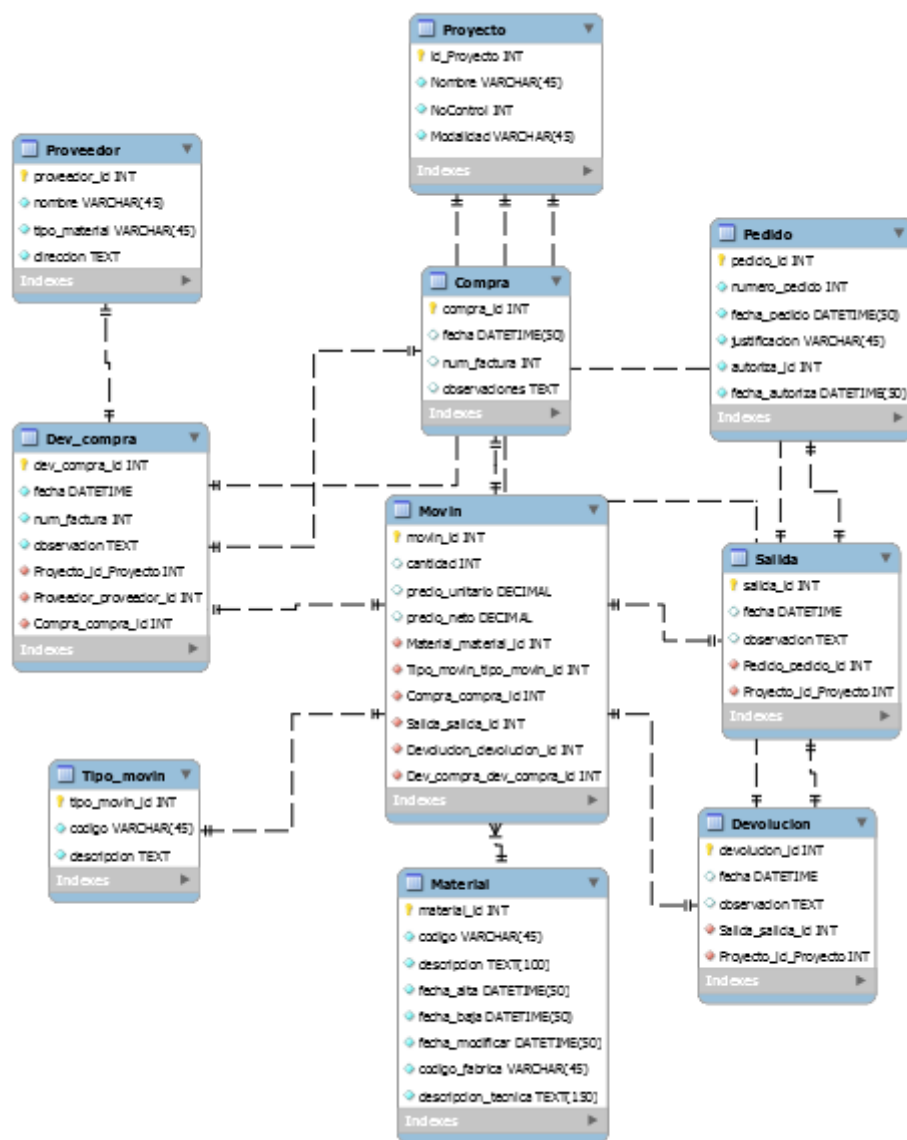 Proyecto
id_Proyecto INT
Nombre VARCHAR(45)
NoControl INT
Modalidad VARCHAR(45)
Indexes
Proveedor
proveedor_id INT
nombre VARCHAR(45)
tipo_material VARCHAR(45)
direccion TEXT
Indexes
Compra
compra_id INT
fecha DATETIME(50)
num_factura INT
observaciones TEXT
Indexes
Pedido
pedido_id INT
numero_pedido INT
fecha_pedido DATETIME(50)
justificacion VARCHAR(45)
autoriza_id INT
fecha_autoriza DATETIME(50)
Indexes
Dev_compra
dev_compra_id INT
fecha DATETIME
num_factura INT
observacion TEXT
Proyecto_id_Proyecto INT
Proveedor_proveedor_id INT
Compra_compra_id INT
Indexes
Movin
movin_id INT
cantidad INT
precio_unitario DECIMAL
precio_neto DECIMAL
Material_material_id INT
Tipo_movin_tipo_movin_id INT
Compra_compra_id INT
Salida_salida_id INT
Devolucion_devolucion_id INT
Dev_compra_dev_compra_id INT
Indexes
Salida
salida_id INT
fecha DATETIME
observacion TEXT
Pedido_pedido_id INT
Proyecto_id_Proyecto INT
Indexes
Tipo_movin
tipo_movin_id INT
codigo VARCHAR(45)
descripcion TEXT
Indexes
Devolucion
devolucion_id INT
fecha DATETIME
observacion TEXT
Salida_salida_id INT
Proyecto_id_Proyecto INT
Indexes
Material
material_id INT
codigo VARCHAR(45)
descripcion TEXT(100)
fecha_alta DATETIME(50)
fecha_baja DATETIME(50)
fecha_modificar DATETIME(50)
codigo_fabrica VARCHAR(45)
descripcion_tecnica TEXT(150)
Indexes